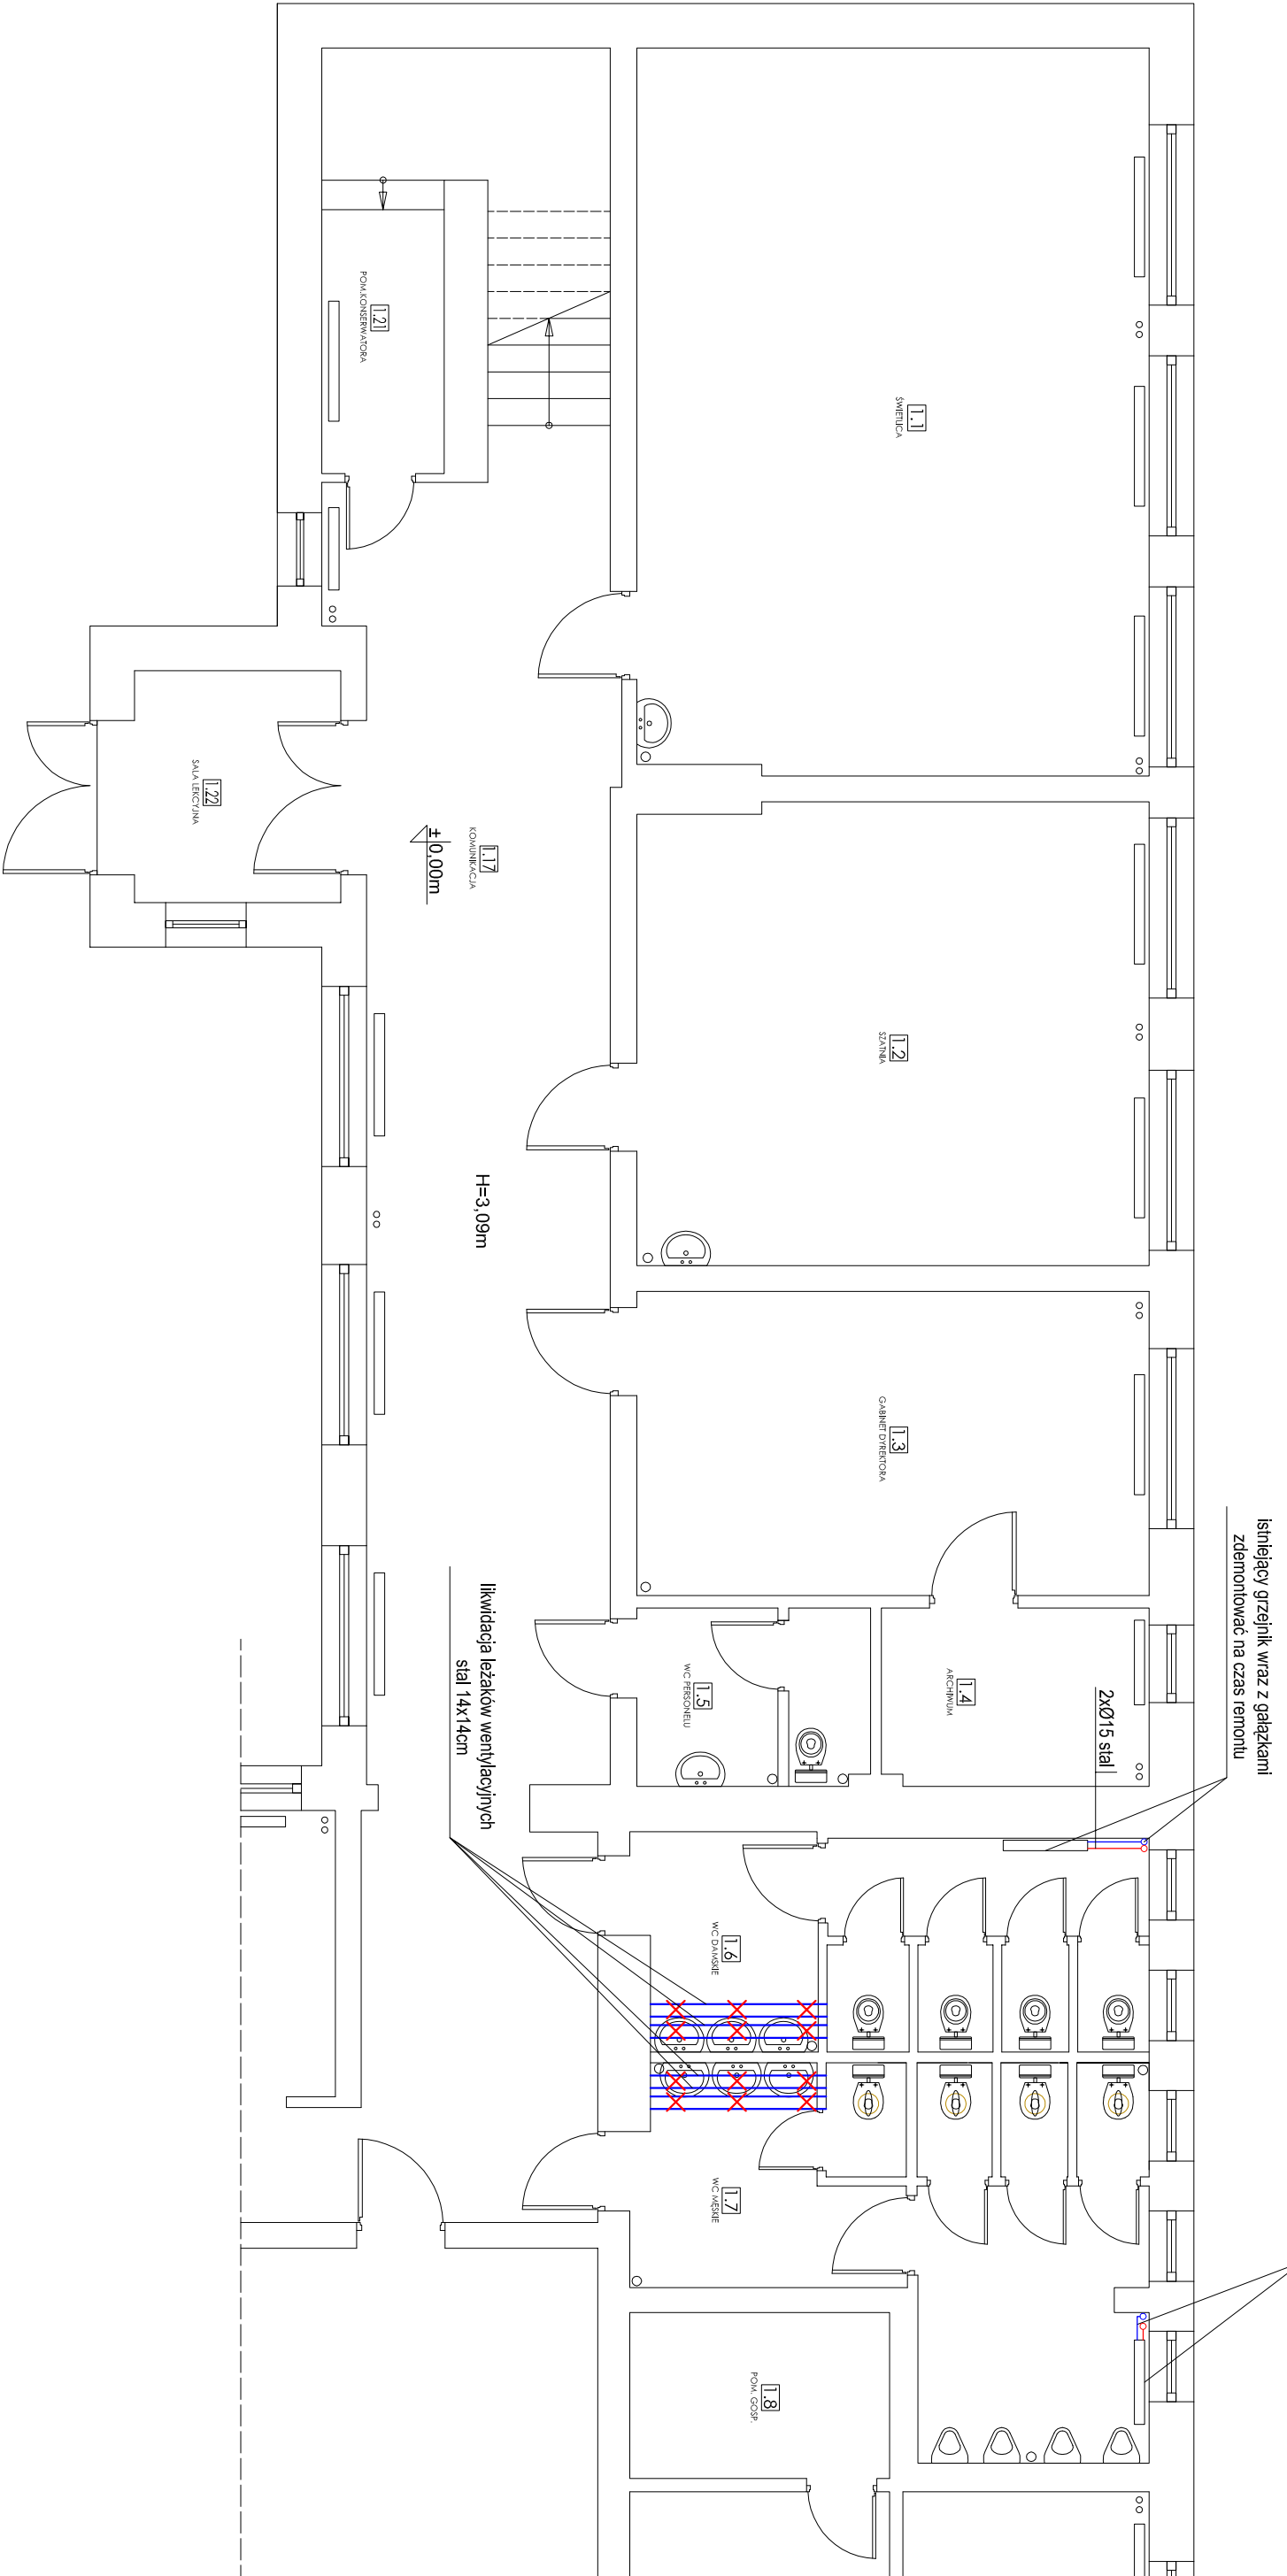 istniejący grzejnik wraz z gałązkami
zdemontować na czas remontu
2xØ15 stal
1.1
ŚWIETLICA
1.2
SZATNIA
1.3
GABINET DYREKTORA
1.4
ARCHIWUM
1.5
WC PERSONELU
1.6
WC DAMSKIE
1.7
WC MĘSKIE
1.8
POM. GOSP.
1.21
POM.KONSERWATORA
1.17
KOMUNIKACJA
±0,00m
H=3,09m
likwidacja leżaków wentylacyjnych
stal 14x14cm
1.22
SALA LEKCYJNA